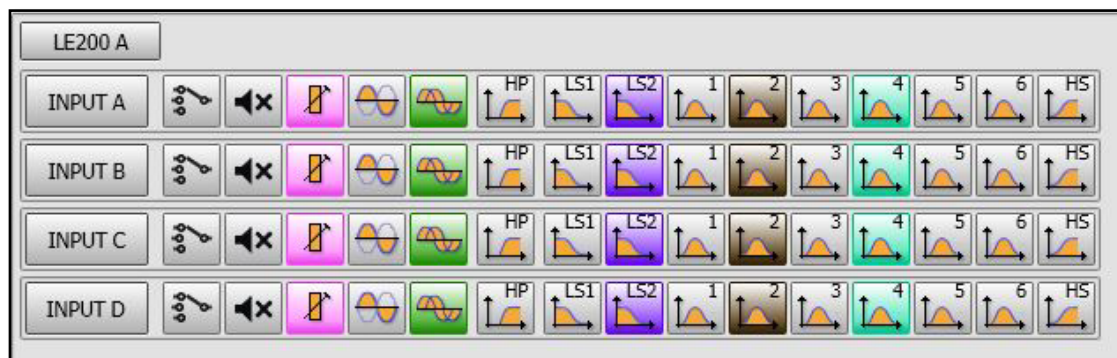 LE200 A
INPUT A HP LS1 LS2 1 2 3 4 5 6 HS
INPUT B HP LS1 LS2 1 2 3 4 5 6 HS
INPUT C HP LS1 LS2 1 2 3 4 5 6 HS
INPUT D HP LS1 LS2 1 2 3 4 5 6 HS